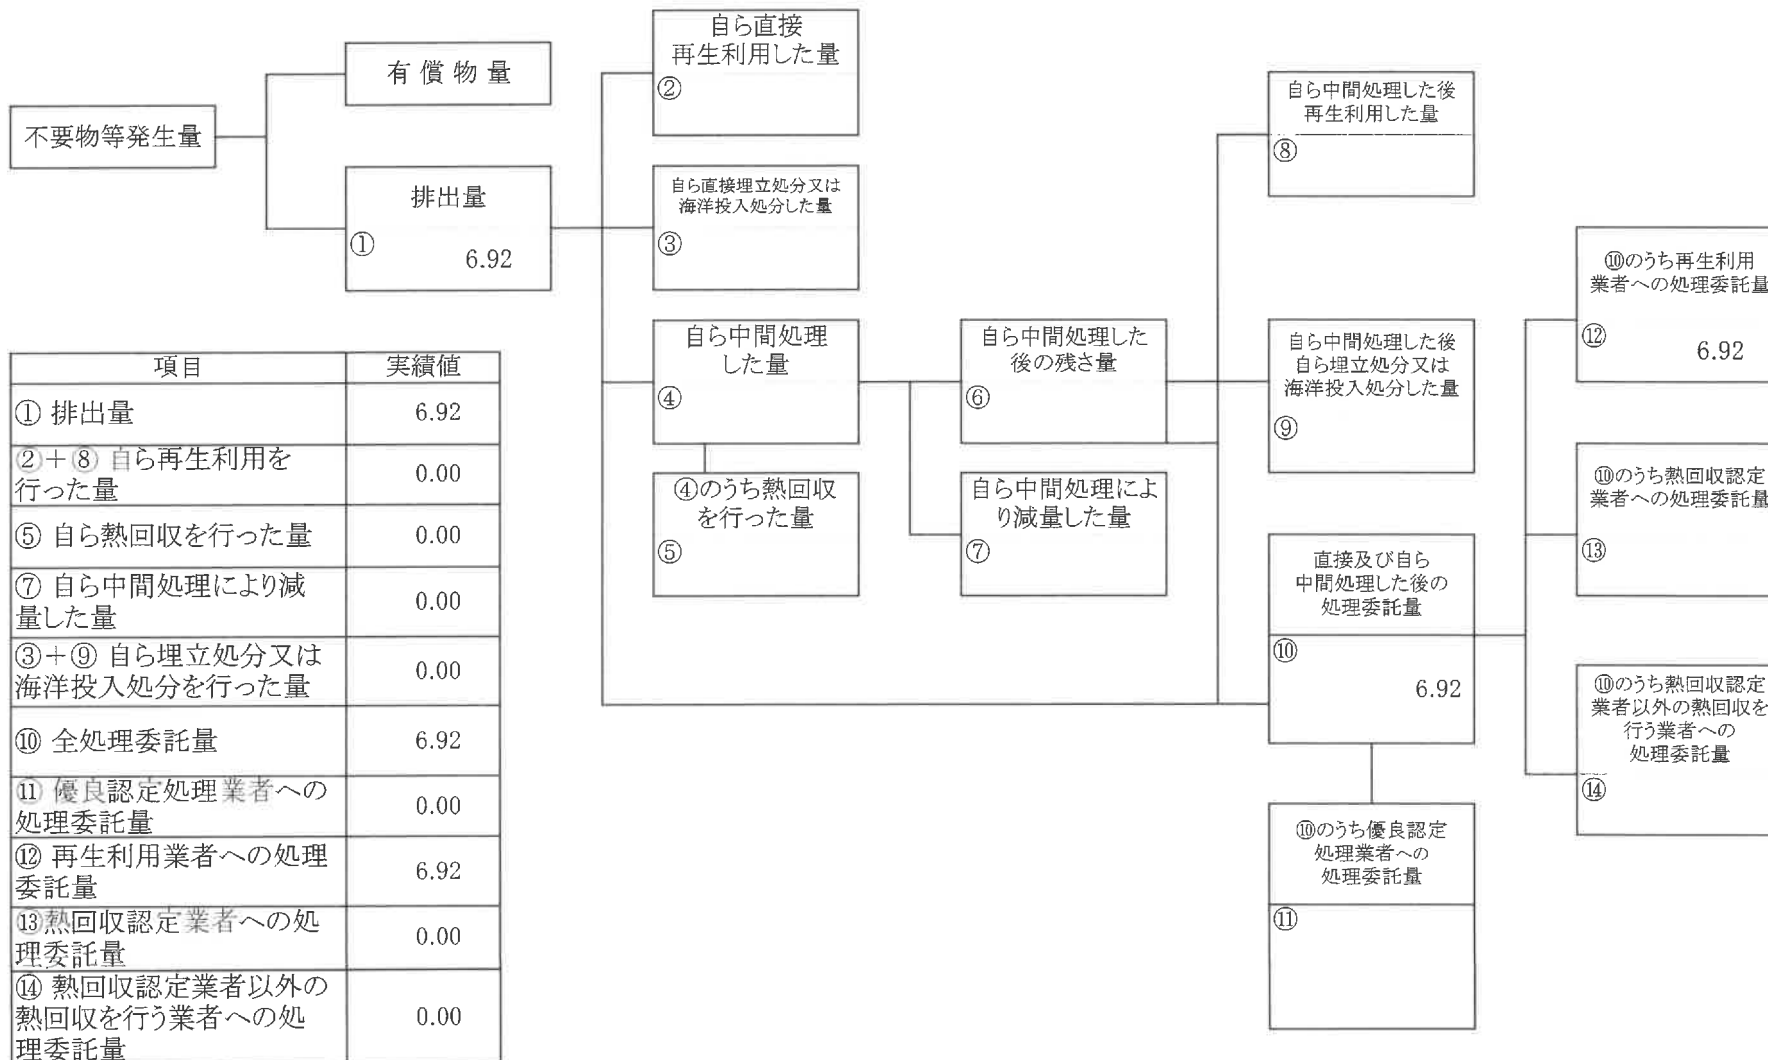 不要物等発生量
有償物量
排出量
①
6.92
自ら直接
再生利用した量
②
自ら直接埋立処分又は
海洋投入処分した量
③
自ら中間処理
した量
④
④のうち熱回収
を行った量
⑤
自ら中間処理した
後の残さ量
⑥
自ら中間処理によ
り減量した量
⑦
自ら中間処理した後
再生利用した量
⑧
自ら中間処理した後
自ら埋立処分又は
海洋投入処分した量
⑨
直接及び自ら
中間処理した後の
処理委託量
⑩
6.92
⑩のうち優良認定
処理業者への
処理委託量
⑪
⑩のうち再生利用
業者への処理委託量
⑫
6.92
⑩のうち熱回収認定
業者への処理委託量
⑬
⑩のうち熱回収認定
業者以外の熱回収を
行う業者への
処理委託量
⑭
項目 実績値
① 排出量 6.92
②+⑧ 自ら再生利用を
行った量 0.00
⑤ 自ら熱回収を行った量 0.00
⑦ 自ら中間処理により減
量した量 0.00
③+⑨ 自ら埋立処分又は
海洋投入処分を行った量 0.00
⑩ 全処理委託量 6.92
⑪ 優良認定処理業者への
処理委託量 0.00
⑫ 再生利用業者への処理
委託量 6.92
⑬熱回収認定業者への処
理委託量 0.00
⑭ 熱回収認定業者以外の
熱回収を行う業者への処
理委託量 0.00